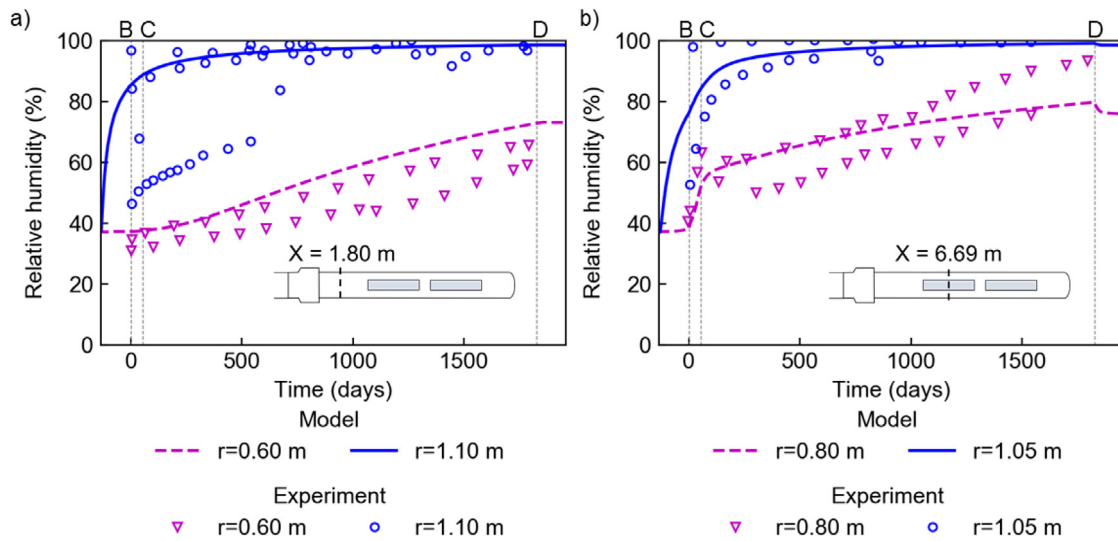 a)
B C D
100
80
60
40
20
0
Relative humidity (%)
X = 1.80 m
0 500 1000 1500
Time (days)
Model
r=0.60 m r=1.10 m
Experiment
r=0.60 m r=1.10 m
b)
B C D
100
80
60
40
20
0
Relative humidity (%)
X = 6.69 m
0 500 1000 1500
Time (days)
Model
r=0.80 m r=1.05 m
Experiment
r=0.80 m r=1.05 m